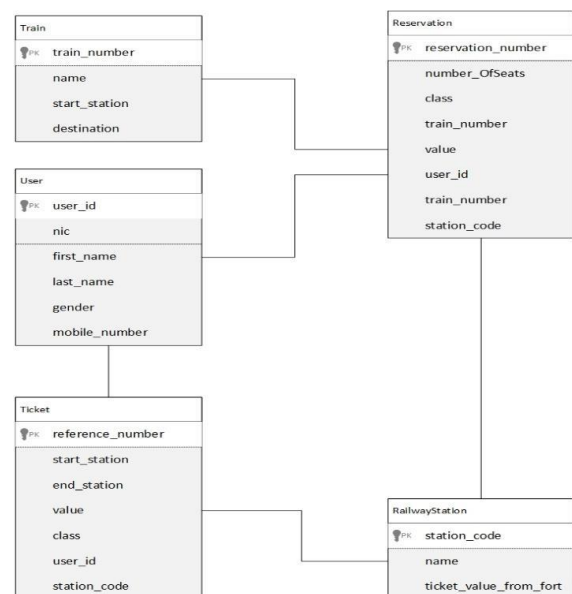 Train
PK train_number
name
start_station
destination
User
PK user_id
nic
first_name
last_name
gender
mobile_number
Ticket
PK reference_number
start_station
end_station
value
class
user_id
station_code
Reservation
PK reservation_number
number_OfSeats
class
train_number
value
user_id
train_number
station_code
RailwayStation
PK station_code
name
ticket_value_from_fort